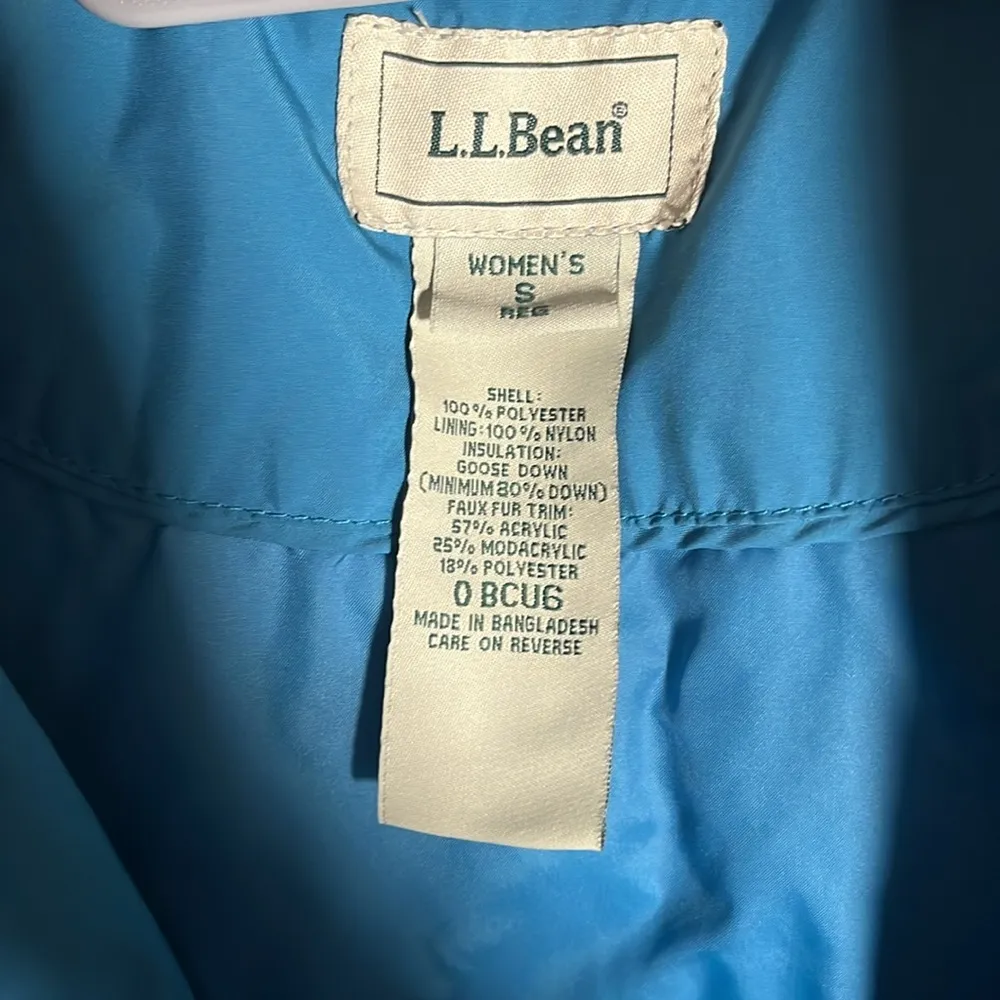 L.L.Bean®
WOMEN'S
S
REG
SHELL:
100% POLYESTER
LINING:100% NYLON
INSULATION:
GOOSE DOWN
(MINIMUM 80% DOWN)
FAUX FUR TRIM:
57% ACRYLIC
25% MODACRYLIC
18% POLYESTER
0 BCU6
MADE IN BANGLADESH
CARE ON REVERSE